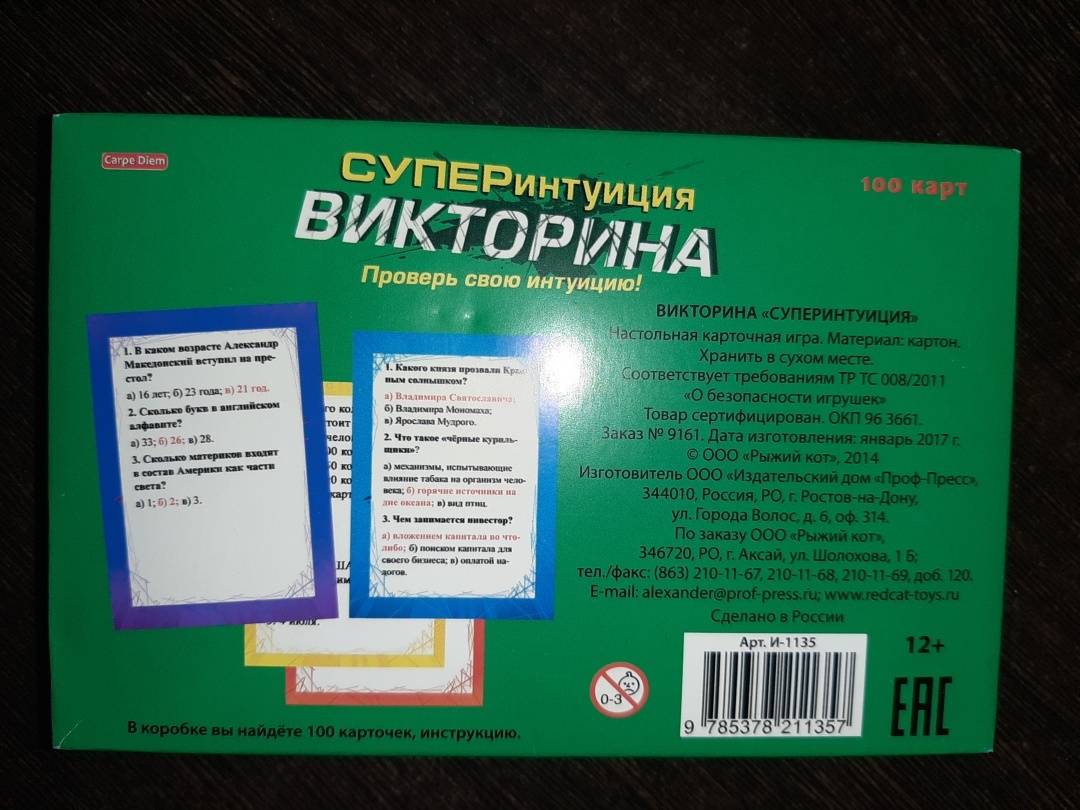 Carpe Diem
СУПЕРинтуиция
ВИКТОРИНА
Проверь свою интуицию!
100 карт
1. В каком возрасте Александр
Македонский вступил на пре-
стол?
а) 16 лет; б) 23 года; в) 21 год.
2. Сколько букв в английском
алфавите?
а) 33; б) 26; в) 28.
3. Сколько материков входят
в состав Америки как части
света?
а) 1; б) 2; в) 3.
1. Какого князя прозвали
ным солнышком?
а) Владимира Святославича;
б) Владимира Мономаха;
в) Ярослава Мудрого.
2. Что такое «чёрные куриль-
щики»?
а) механизмы, испытывающие
влияние табака на организм чело-
века; б) горячие источники на
дне океана; в) вид птиц.
3. Чем занимается инвестор?
а) вложением капитала во что-
либо; б) поиском капитала для
своего бизнеса; в) оплатой на-
логов.
июля.
ВИКТОРИНА «СУПЕРИНТУИЦИЯ»
Настольная карточная игра. Материал: картон.
Хранить в сухом месте.
Соответствует требованиям ТР ТС 008/2011
«О безопасности игрушек»
Товар сертифицирован. ОКП 96 3661.
Заказ № 9161. Дата изготовления: январь 2017 г.
© ООО «Рыжий кот», 2014
Изготовитель ООО «Издательский дом «Проф-Пресс»,
344010, Россия, РО, г. Ростов-на-Дону,
ул. Города Волос, д. 6, оф. 314.
По заказу ООО «Рыжий кот»,
346720, РО, г. Аксай, ул. Шолохова, 1 Б;
тел./факс: (863) 210-11-67, 210-11-68, 210-11-69, доб. 120.
E-mail: alexander@prof-press.ru; www.redcat-toys.ru
Сделано в России
Арт. И-1135
9 785378 211357
0-3
12+
EAC
В коробке вы найдёте 100 карточек, инструкцию.